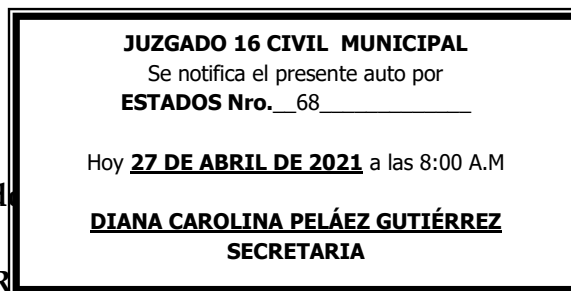 JUZGADO 16 CIVIL MUNICIPAL
Se notifica el presente auto por
ESTADOS Nro.__68_____________
Hoy 27 DE ABRIL DE 2021 a las 8:00 A.M
DIANA CAROLINA PELÁEZ GUTIÉRREZ
SECRETARIA